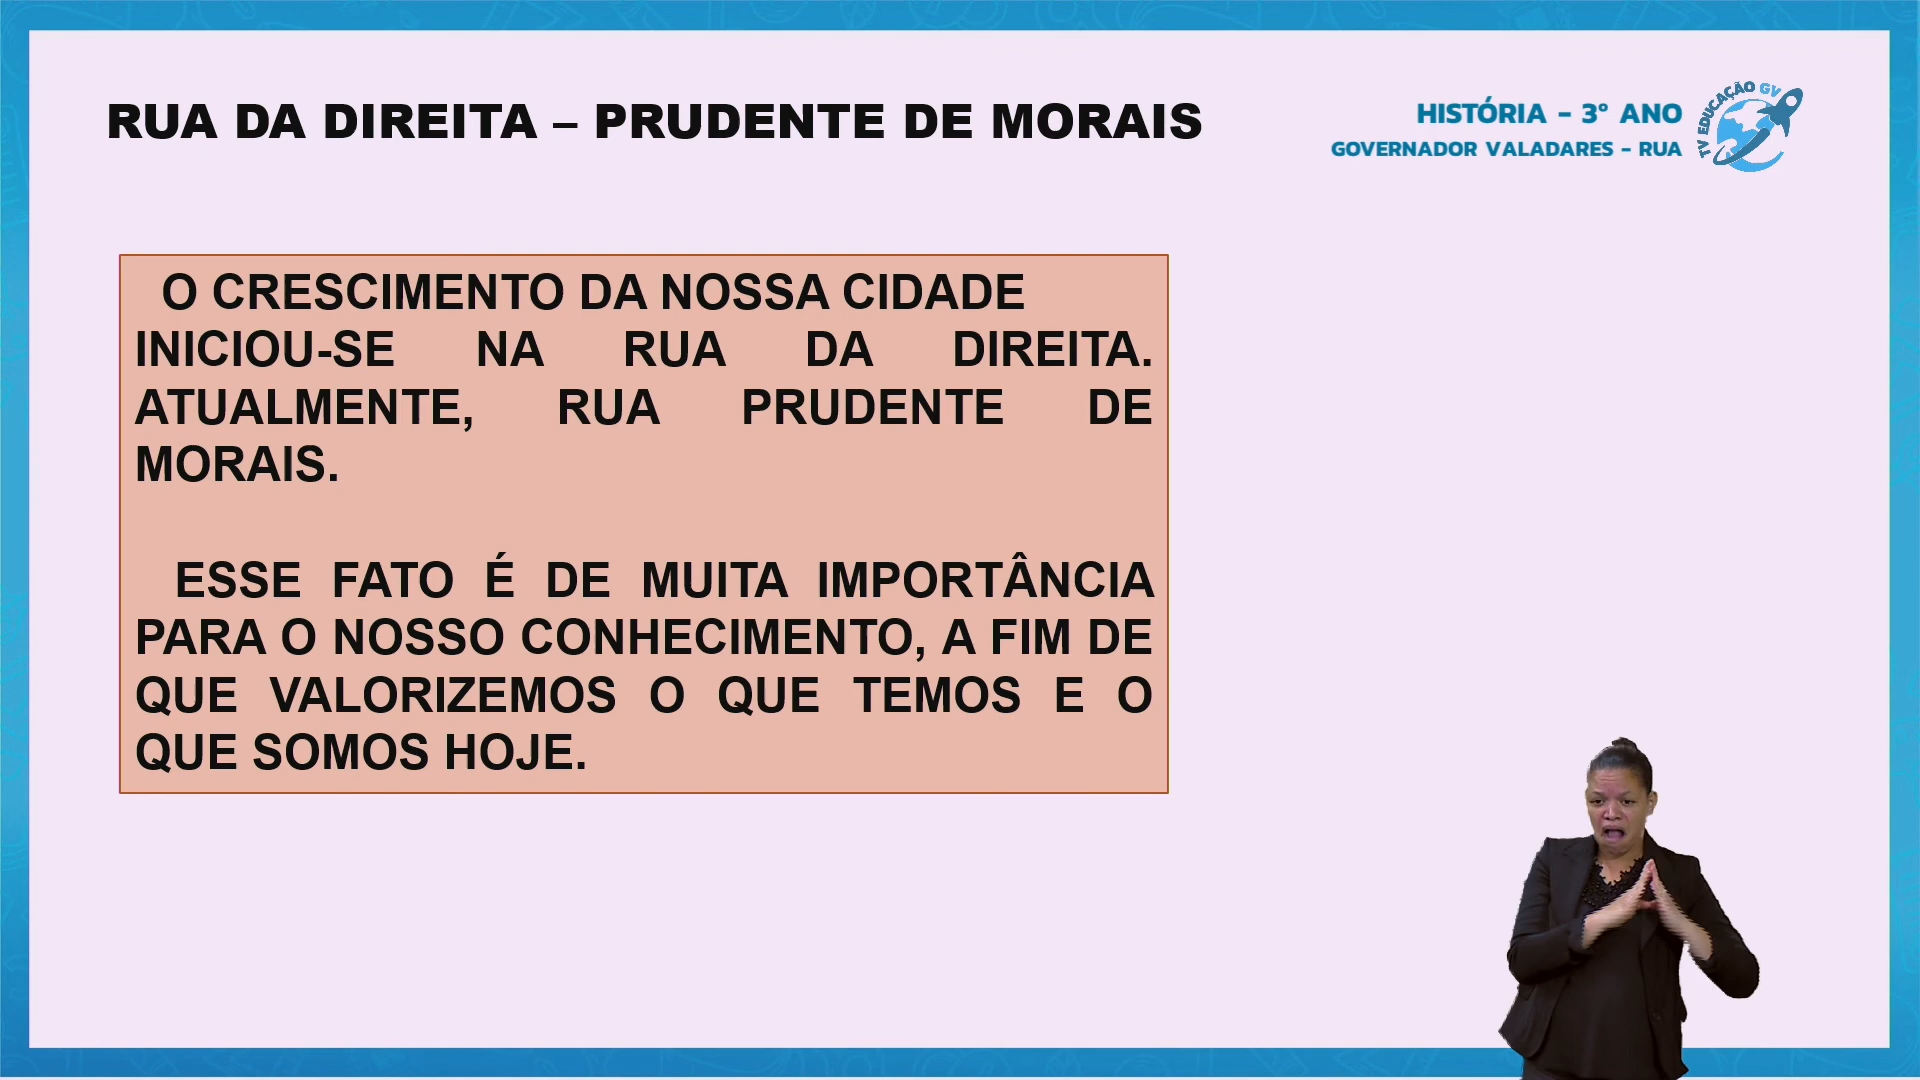 RUA DA DIREITA – PRUDENTE DE MORAIS
HISTÓRIA – 3° ANO
GOVERNADOR VALADARES – RUA
TV EDUCAÇÃO GV
O CRESCIMENTO DA NOSSA CIDADE
INICIOU-SE NA RUA DA DIREITA.
ATUALMENTE, RUA PRUDENTE DE
MORAIS.
ESSE FATO É DE MUITA IMPORTÂNCIA
PARA O NOSSO CONHECIMENTO, A FIM DE
QUE VALORIZEMOS O QUE TEMOS E O
QUE SOMOS HOJE.